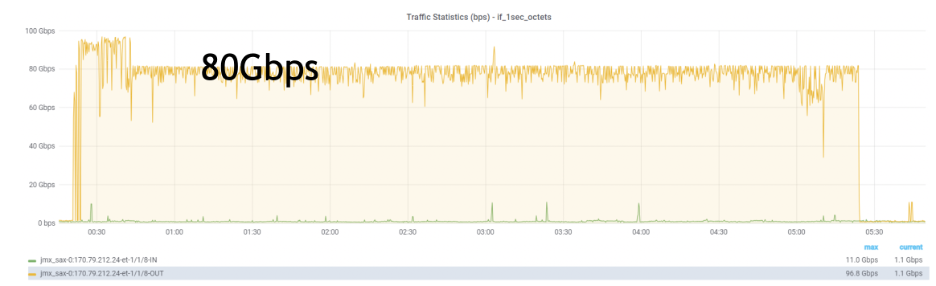 Traffic Statistics (bps) - if_1sec_octets
100 Gbps
80 Gbps
60 Gbps
40 Gbps
20 Gbps
0 bps
80Gbps
00:30 01:00 01:30 02:00 02:30 03:00 03:30 04:00 04:30 05:00 05:30
max current
jmx_sax-0:170.79.212.24-et-1/1/8-IN 11.0 Gbps 1.1 Gbps
jmx_sax-0:170.79.212.24-et-1/1/8-OUT 96.8 Gbps 1.1 Gbps